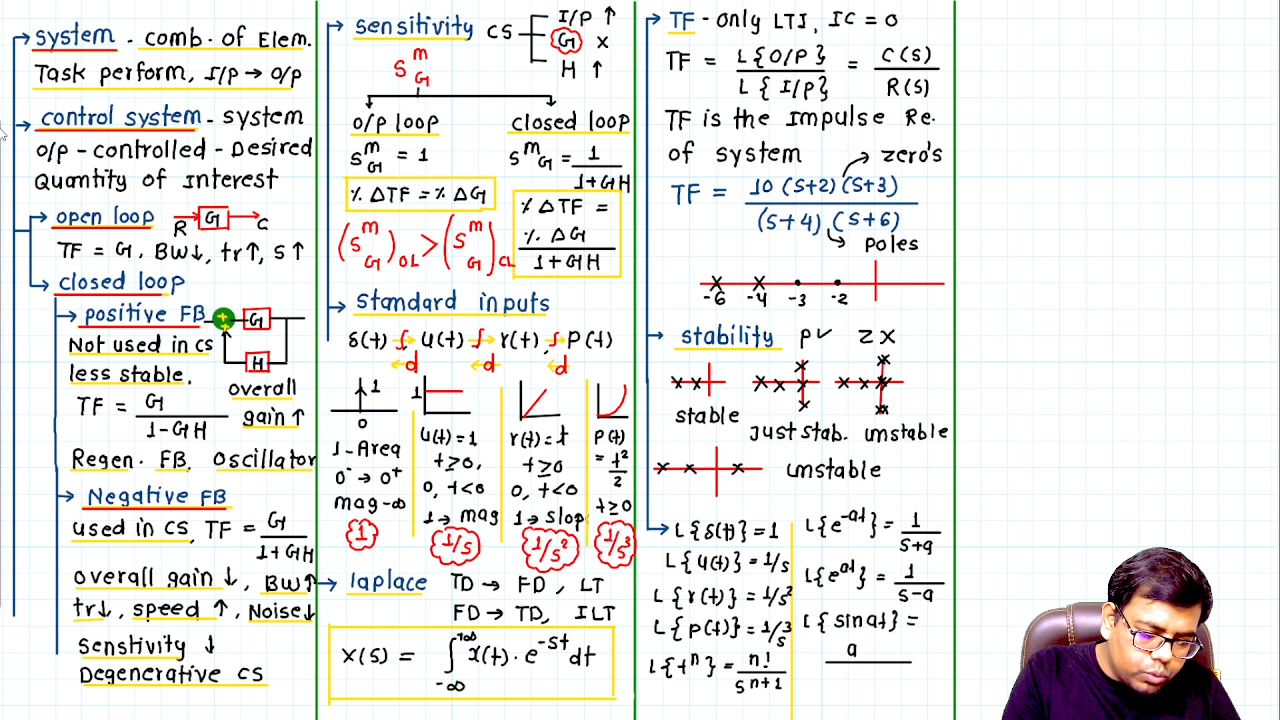 system - comb. of Elem.
Task perform, I/P → O/P
control system - system
O/P - controlled - Desired
Quantity of Interest
open loop R G C
TF = G, BW↓, tr↑, S↑
closed loop
positive FB + G
Not used in CS H
less stable.
overall
gain ↑
TF = G / 1-GH
Regen. FB, Oscillator
Negative FB
used in CS, TF = G / 1+GH
overall gain ↓, BW↑
tr↓, speed ↑, Noise↓
Senstivity ↓
Degenerative CS
sensitivity CS I/P ↑
G x
H ↑
S^m_G
O/P loop
S^m_G = 1
% ΔTF = % ΔG
closed loop
S^m_G = 1 / 1+GH
% ΔTF =
% ΔG / 1+GH
(S^m_G)OL > (S^m_G)CL
standard inputs
δ(t) ∫→ u(t) ∫→ r(t) ∫→ P(t)
←d ←d ←d
1
0
1-Area
0⁻ → 0⁺
mag-∞
1
1
u(t)=1
t≥0,
0, t<0
1→ mag
1/s
r(t)=t
t≥0
0, t<0
1→ slop
1/s²
P(t)
= t²/2
t≥0
1/s³
laplace TD → FD, LT
FD → TD, ILT
X(S) = ∫_{-∞}^{+∞} x(t) · e^{-st} dt
TF - only LTI, IC = 0
TF = L{O/P} / L{I/P} = C(S) / R(S)
TF is the Impulse Re.
of system → zero's
TF = 10 (S+2)(S+3) / (S+4)(S+6)
→ poles
-6 -4 -3 -2
stability P✓ Z X
stable
Just stab.
unstable
unstable
L{δ(t)} = 1
L{u(t)} = 1/s
L{r(t)} = 1/s²
L{p(t)} = 1/s³
L{t^n} = n! / s^{n+1}
L{e^{-at}} = 1 / S+a
L{e^{at}} = 1 / S-a
L{sin at} =
a